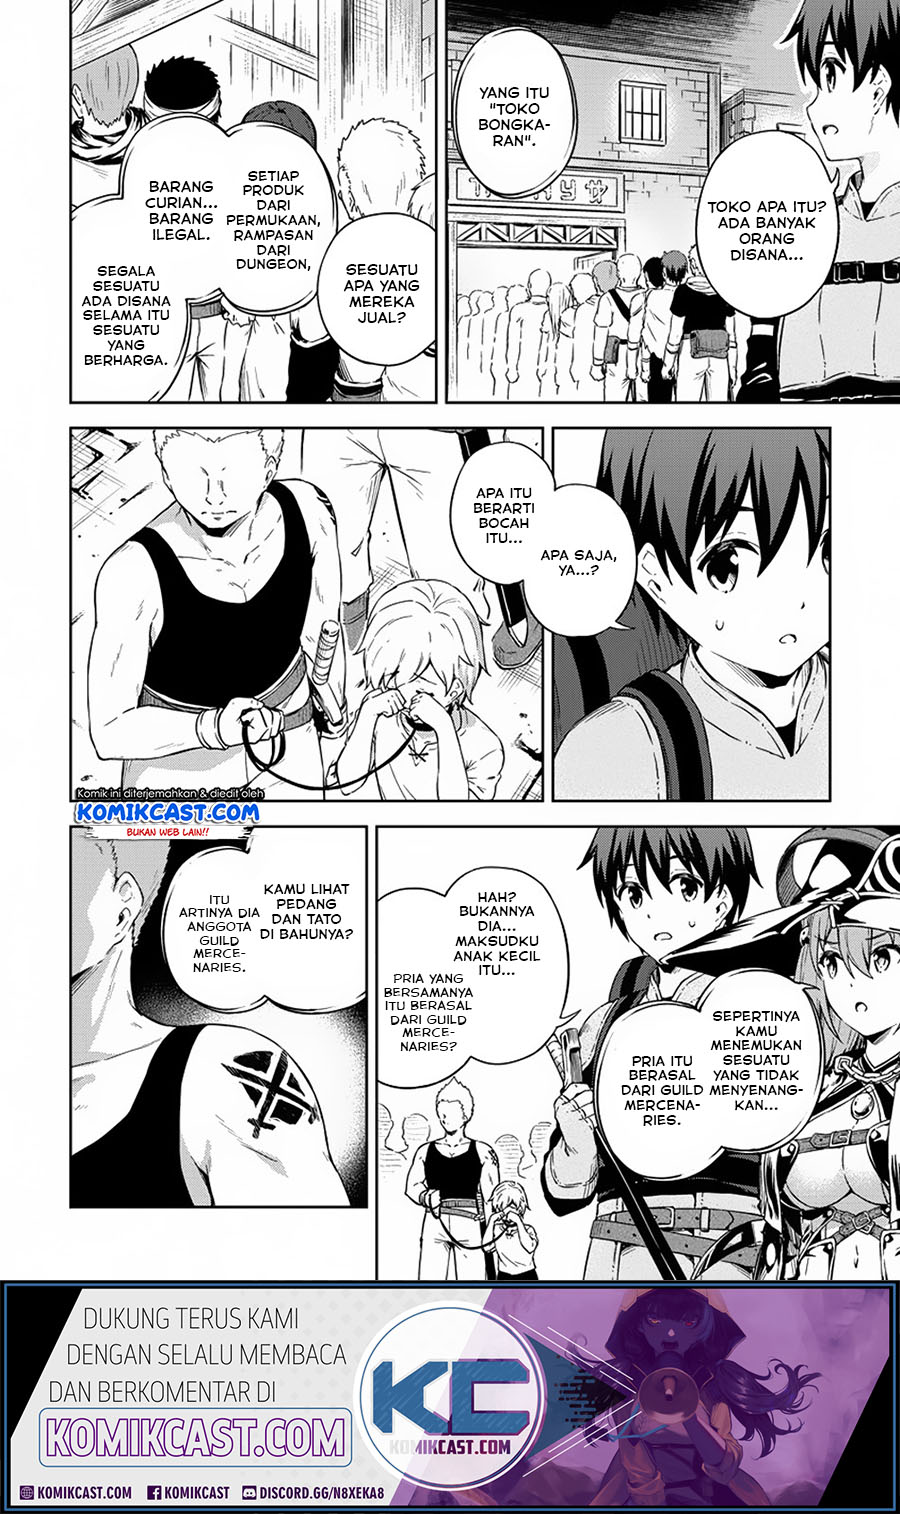 TOKO APA ITU?
ADA BANYAK
ORANG
DISANA...
YANG ITU
"TOKO
BONGKA-
RAN".
SESUATU
APA YANG
MEREKA
JUAL?
SETIAP
PRODUK
DARI
PERMUKAAN,
RAMPASAN
DARI
DUNGEON,
BARANG
CURIAN...
BARANG
ILEGAL.
SEGALA
SESUATU
ADA DISANA
SELAMA ITU
SESUATU
YANG
BERHARGA.
APA SAJA,
YA...?
APA ITU
BERARTI
BOCAH
ITU...
Komik ini diterjemahkan & diedit oleh
KOMIKCAST.COM
BUKAN WEB LAIN!!
SEPERTINYA
KAMU
MENEMUKAN
SESUATU
YANG TIDAK
MENYENANG-
KAN...
PRIA ITU
BERASAL
DARI GUILD
MERCENA-
RIES.
HAH?
BUKANNYA
DIA...
MAKSUDKU
ANAK KECIL
ITU...
PRIA YANG
BERSAMANYA
ITU BERASAL
DARI GUILD
MERCE-
NARIES?
KAMU LIHAT
PEDANG
DAN TATO
DI BAHUNYA?
ITU
ARTINYA DIA
ANGGOTA
GUILD
MERCE-
NARIES.
DUKUNG TERUS KAMI
DENGAN SELALU MEMBACA
DAN BERKOMENTAR DI
KOMIKCAST.COM
KC
KOMIKCAST.COM
KOMIKCAST.COM
KOMIKCAST
DISCORD.GG/N8XEKA8